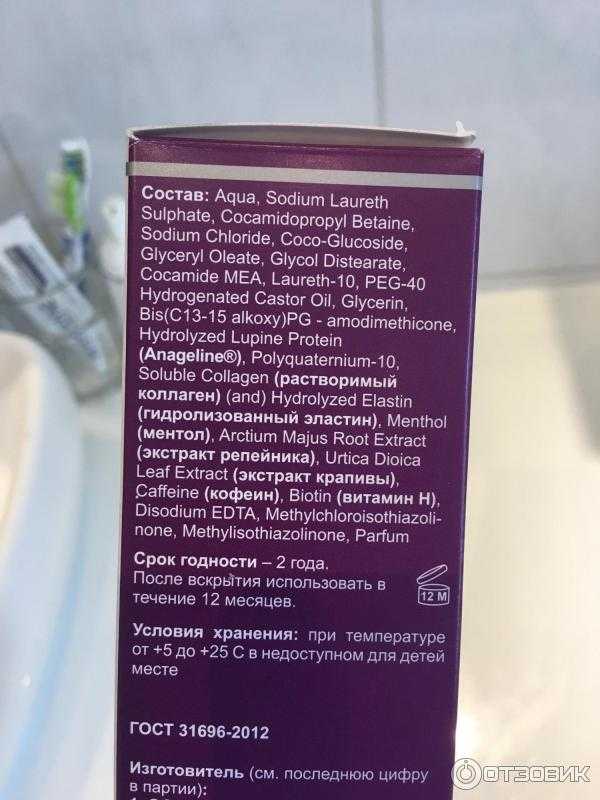 Состав: Aqua, Sodium Laureth
Sulphate, Cocamidopropyl Betaine,
Sodium Chloride, Coco-Glucoside,
Glyceryl Oleate, Glycol Distearate,
Cocamide MEA, Laureth-10, PEG-40
Hydrogenated Castor Oil, Glycerin,
Bis(C13-15 alkoxy)PG - amodimethicone,
Hydrolyzed Lupine Protein
(Anageline®), Polyquaternium-10,
Soluble Collagen (растворимый
коллаген) (and) Hydrolyzed Elastin
(гидролизованный эластин), Menthol
(ментол), Arctium Majus Root Extract
(экстракт репейника), Urtica Dioica
Leaf Extract (экстракт крапивы),
Caffeine (кофеин), Biotin (витамин Н),
Disodium EDTA, Methylchloroisothiazoli-
none, Methylisothiazolinone, Parfum
Срок годности – 2 года.
После вскрытия использовать в
течение 12 месяцев.
12 M
Условия хранения: при температуре
от +5 до +25 С в недоступном для детей
месте
ГОСТ 31696-2012
Изготовитель (см. последнюю цифру
в партии):
ОТЗОВИК